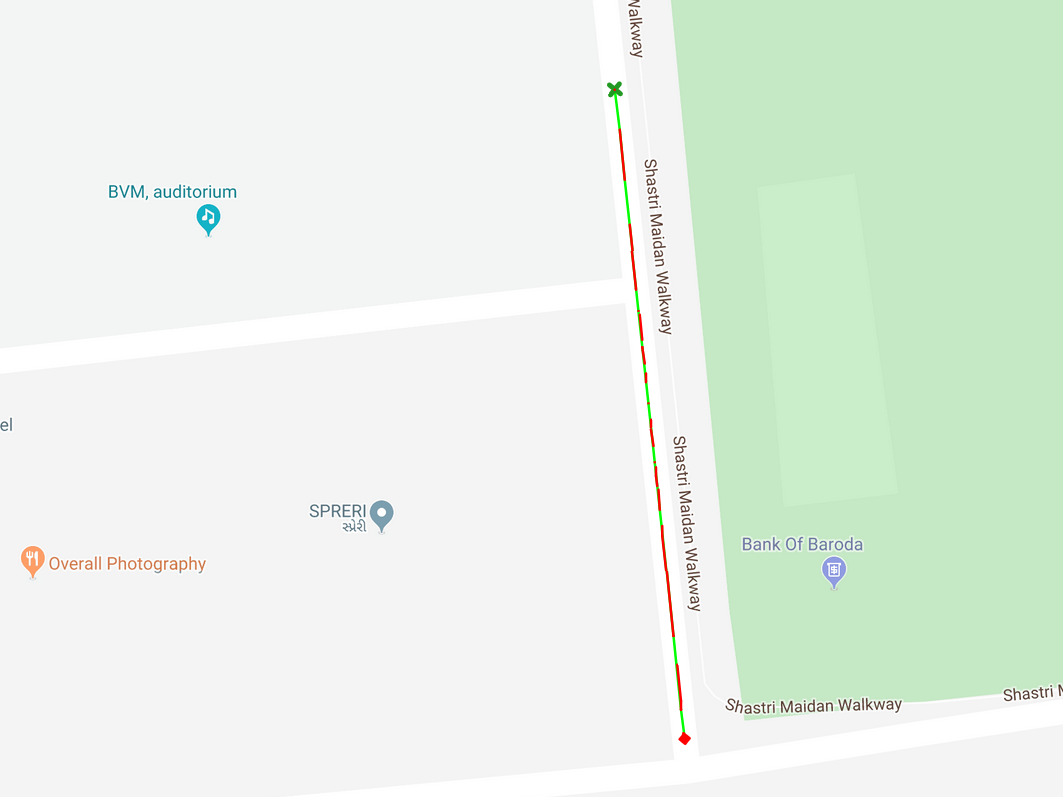 Walkway
BVM, auditorium
Shastri Maidan Walkway
el
Shastri Maidan Walkway
SPRERI
સ્પ્રેરી
Overall Photography
Bank Of Baroda
Shastri Maidan Walkway
Shastri M